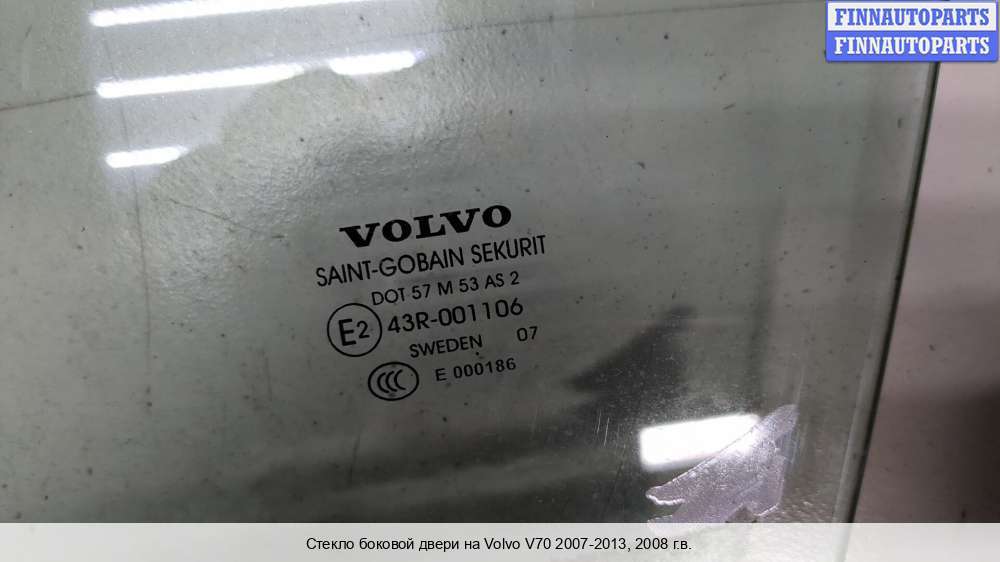 FINNAUTOPARTS
FINNAUTOPARTS
VOLVO
SAINT-GOBAIN SEKURIT
DOT 57 M 53 AS 2
E2 43R-001106
SWEDEN 07
CCC E 000186
Стекло боковой двери на Volvo V70 2007-2013, 2008 г.в.